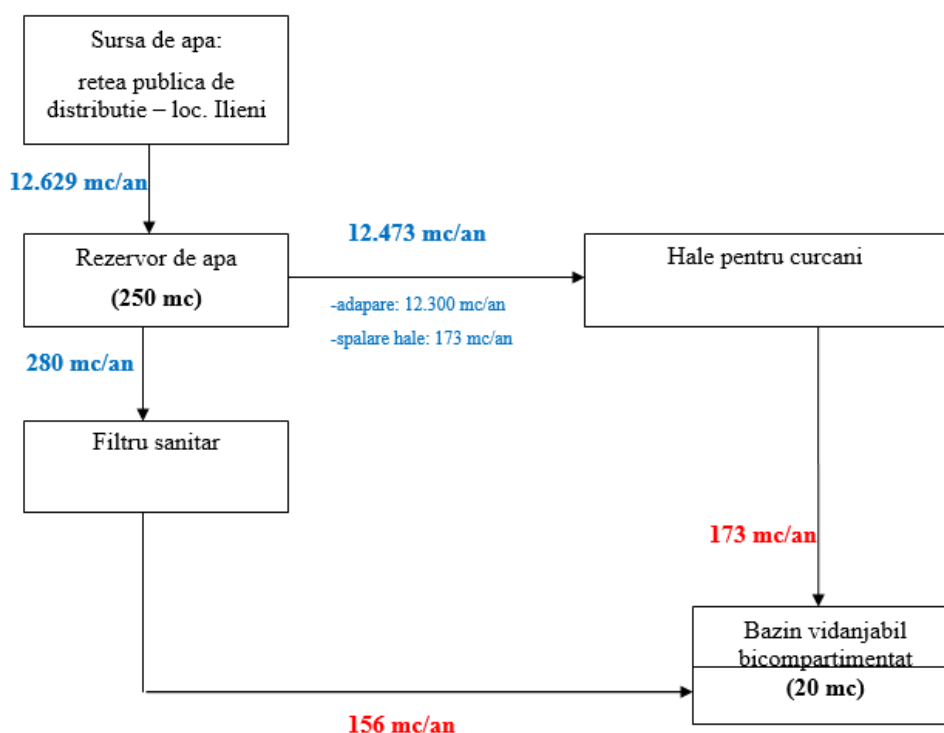 Sursa de apa:
retea publica de
distributie – loc. Ilieni
12.629 mc/an
Rezervor de apa
(250 mc)
12.473 mc/an
-adapare: 12.300 mc/an
-spalare hale: 173 mc/an
Hale pentru curcani
280 mc/an
Filtru sanitar
173 mc/an
Bazin vidanjabil
bicompartimentat
(20 mc)
156 mc/an